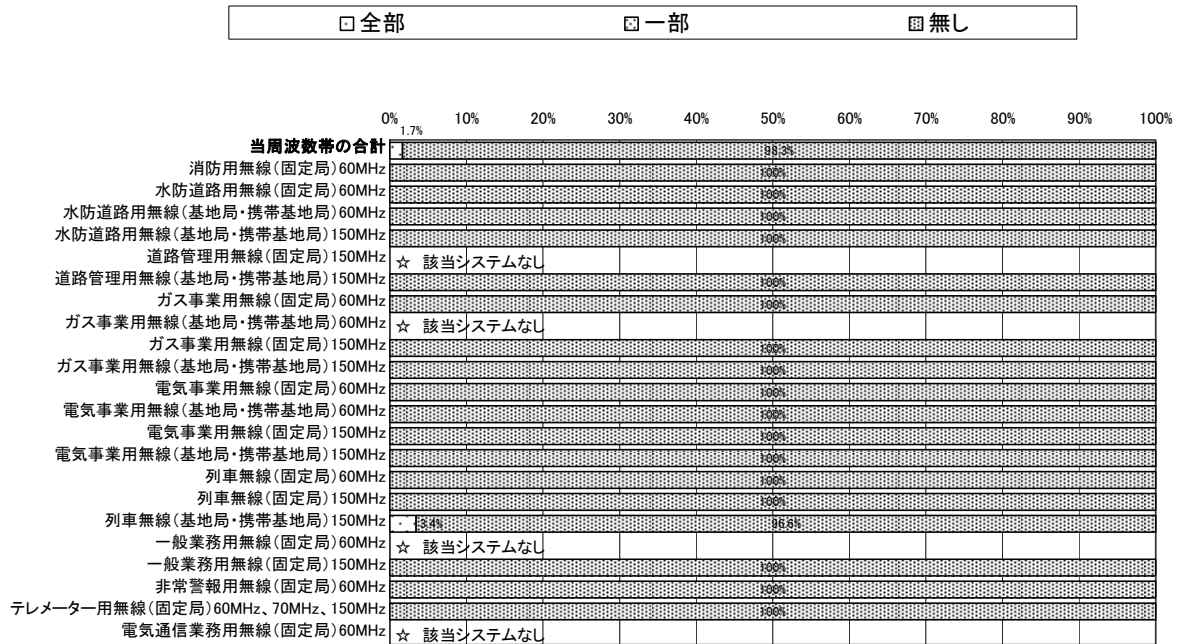 全部 一部 無し
0% 10% 20% 30% 40% 50% 60% 70% 80% 90% 100%
1.7%
当周波数帯の合計 98.3%
消防用無線(固定局)60MHz 100%
水防道路用無線(固定局)60MHz 100%
水防道路用無線(基地局・携帯基地局)60MHz 100%
水防道路用無線(基地局・携帯基地局)150MHz 100%
道路管理用無線(固定局)150MHz ☆ 該当システムなし
道路管理用無線(基地局・携帯基地局)150MHz 100%
ガス事業用無線(固定局)60MHz 100%
ガス事業用無線(基地局・携帯基地局)60MHz ☆ 該当システムなし
ガス事業用無線(固定局)150MHz 100%
ガス事業用無線(基地局・携帯基地局)150MHz 100%
電気事業用無線(固定局)60MHz 100%
電気事業用無線(基地局・携帯基地局)60MHz 100%
電気事業用無線(固定局)150MHz 100%
電気事業用無線(基地局・携帯基地局)150MHz 100%
列車無線(固定局)60MHz 100%
列車無線(固定局)150MHz 100%
列車無線(基地局・携帯基地局)150MHz 3.4% 96.6%
一般業務用無線(固定局)60MHz ☆ 該当システムなし
一般業務用無線(固定局)150MHz 100%
非常警報用無線(固定局)60MHz 100%
テレメーター用無線(固定局)60MHz、70MHz、150MHz 100%
電気通信業務用無線(固定局)60MHz ☆ 該当システムなし